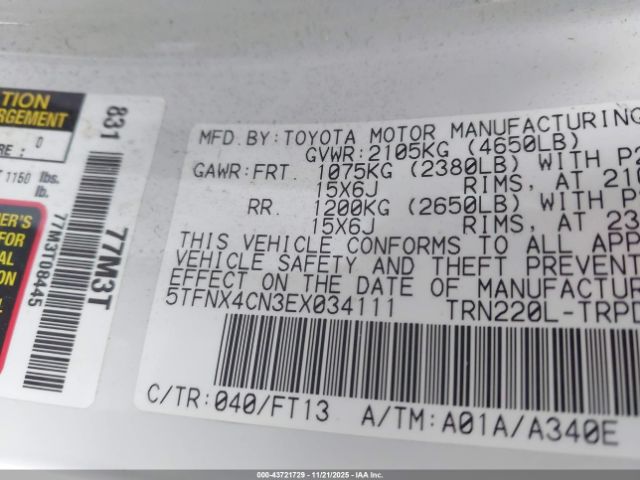 TION
RGEMENT
RE : 0
1150 lbs.
lb.
ER'S
FOR
AL
TION
831
77M3T
77M3T08445
MFD.BY:TOYOTA MOTOR MANUFACTURING
GVWR:2105KG (4650LB)
GAWR:FRT. 1075KG (2380LB) WITH P2
15X6J RIMS, AT 210
RR. 1200KG (2650LB) WITH P
15X6J RIMS, AT 23
THIS VEHICLE CONFORMS TO ALL APP
VEHICLE SAFETY AND THEFT PREVENT
EFFECT ON THE DATE OF MANUFACTUR
5TFNX4CN3EX034111 TRN220L-TRPD
C/TR:040/FT13 A/TM:A01A/A340E
000-43721729 - 11/21/2025 - IAA Inc.